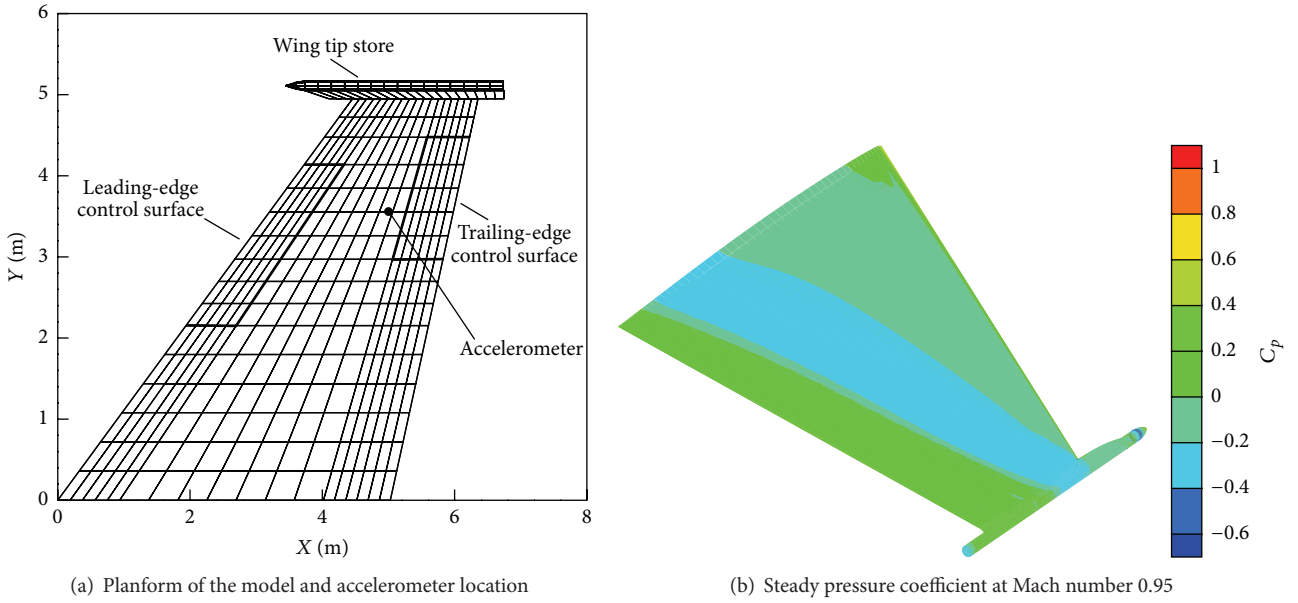 6
5
4
3
2
1
0
Y (m)
0
2
4
6
8
X (m)
Wing tip store
Leading-edge
control surface
Trailing-edge
control surface
Accelerometer
(a) Planform of the model and accelerometer location
1
0.8
0.6
0.4
0.2
0
−0.2
−0.4
−0.6
Cp
(b) Steady pressure coefficient at Mach number 0.95